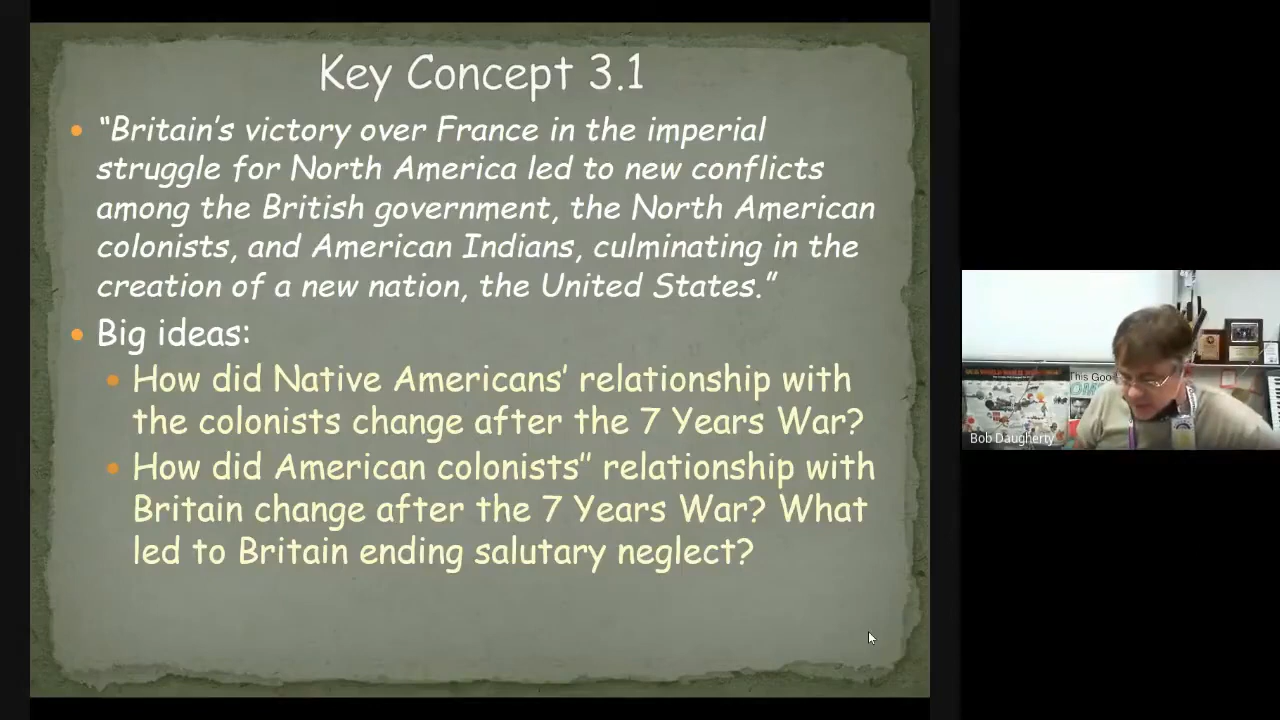 Key Concept 3.1
“Britain’s victory over France in the imperial
struggle for North America led to new conflicts
among the British government, the North American
colonists, and American Indians, culminating in the
creation of a new nation, the United States.”
Big ideas:
How did Native Americans’ relationship with
the colonists change after the 7 Years War?
How did American colonists” relationship with
Britain change after the 7 Years War? What
led to Britain ending salutary neglect?
This Goo
Bob Daugherty